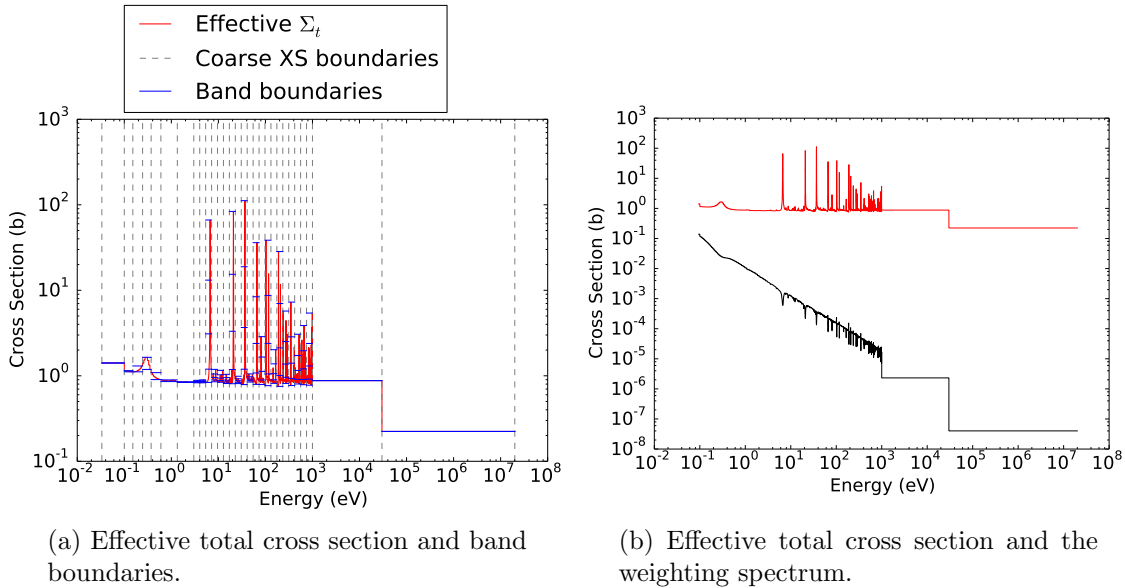 Effective Σt
Coarse XS boundaries
Band boundaries
10^3
10^2
10^1
10^0
10^-1
Cross Section (b)
10^-2 10^-1 10^0 10^1 10^2 10^3 10^4 10^5 10^6 10^7 10^8
Energy (eV)
(a) Effective total cross section and band
boundaries.
10^3
10^2
10^1
10^0
10^-1
10^-2
10^-3
10^-4
10^-5
10^-6
10^-7
10^-8
Cross Section (b)
10^-2 10^-1 10^0 10^1 10^2 10^3 10^4 10^5 10^6 10^7 10^8
Energy (eV)
(b) Effective total cross section and the
weighting spectrum.